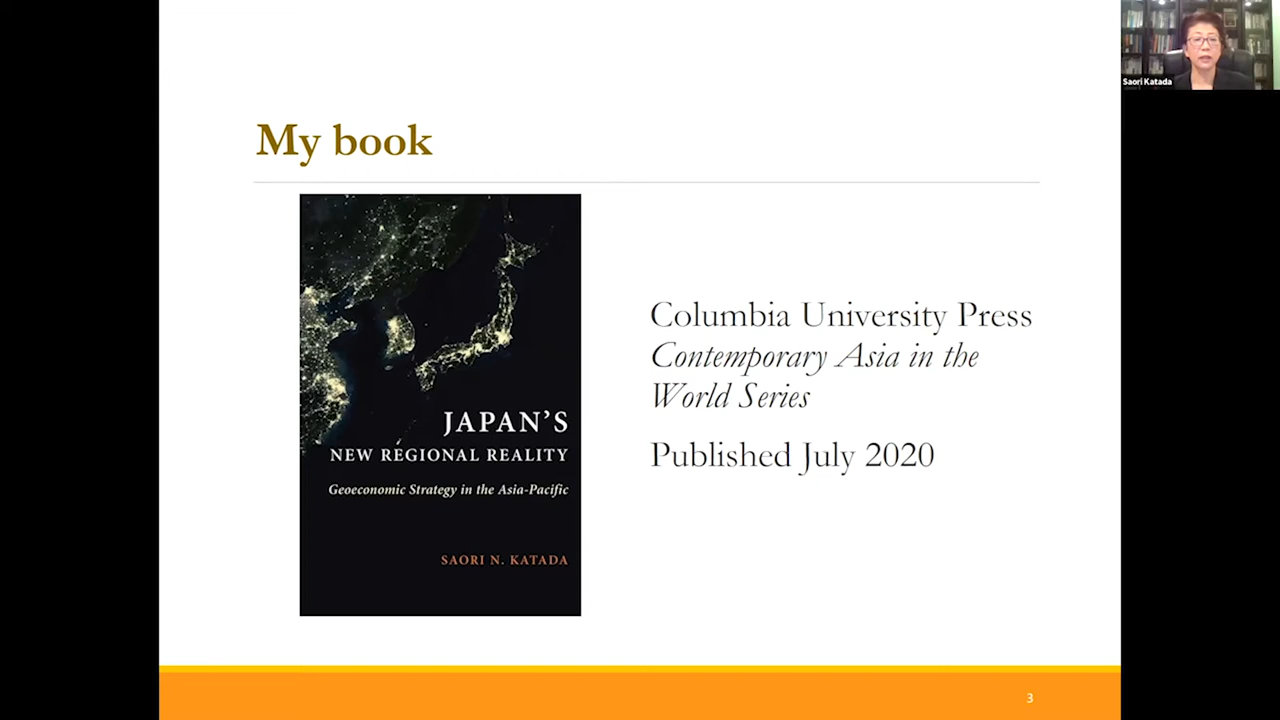 Saori Katada
My book
JAPAN'S
NEW REGIONAL REALITY
Geoeconomic Strategy in the Asia-Pacific
SAORI N. KATADA
Columbia University Press
Contemporary Asia in the
World Series
Published July 2020
3